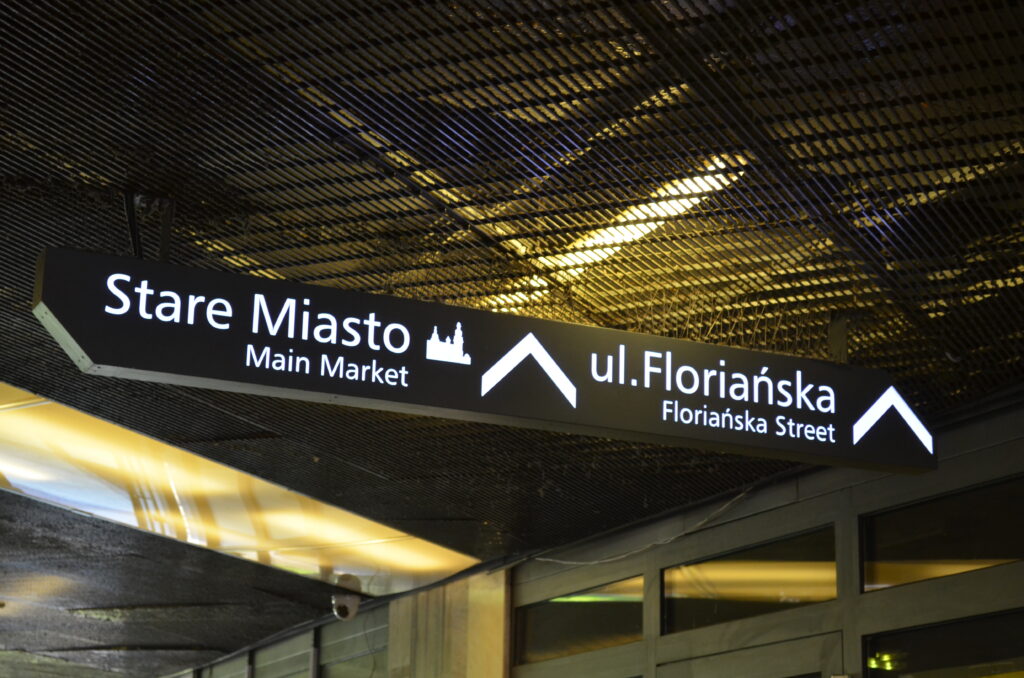 Stare Miasto
Main Market
ul.Floriańska
Floriańska Street